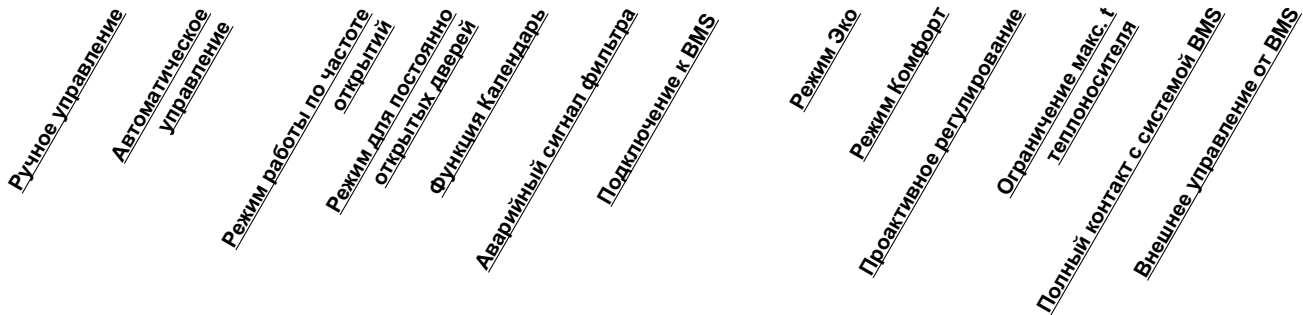 Ручное управление
Автоматическое
управление
Режим работы по частоте
открытий
Режим для постоянно
открытых дверей
Функция Календарь
Аварийный сигнал фильтра
Подключение к BMS
Режим Эко
Режим Комфорт
Проактивное регулирование
Ограничение макс. t
теплоносителя
Полный контакт с системой BMS
Внешнее управление от BMS